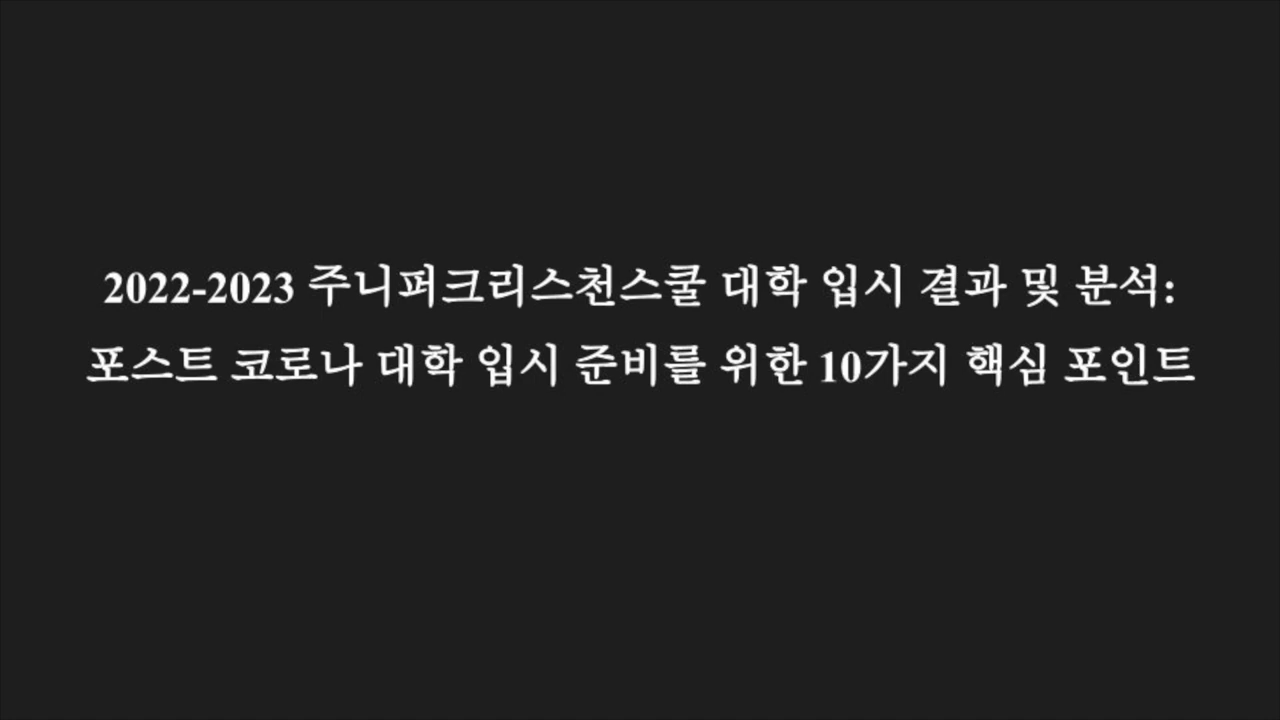 2022-2023 주니퍼크리스천스쿨 대학 입시 결과 및 분석:
포스트 코로나 대학 입시 준비를 위한 10가지 핵심 포인트